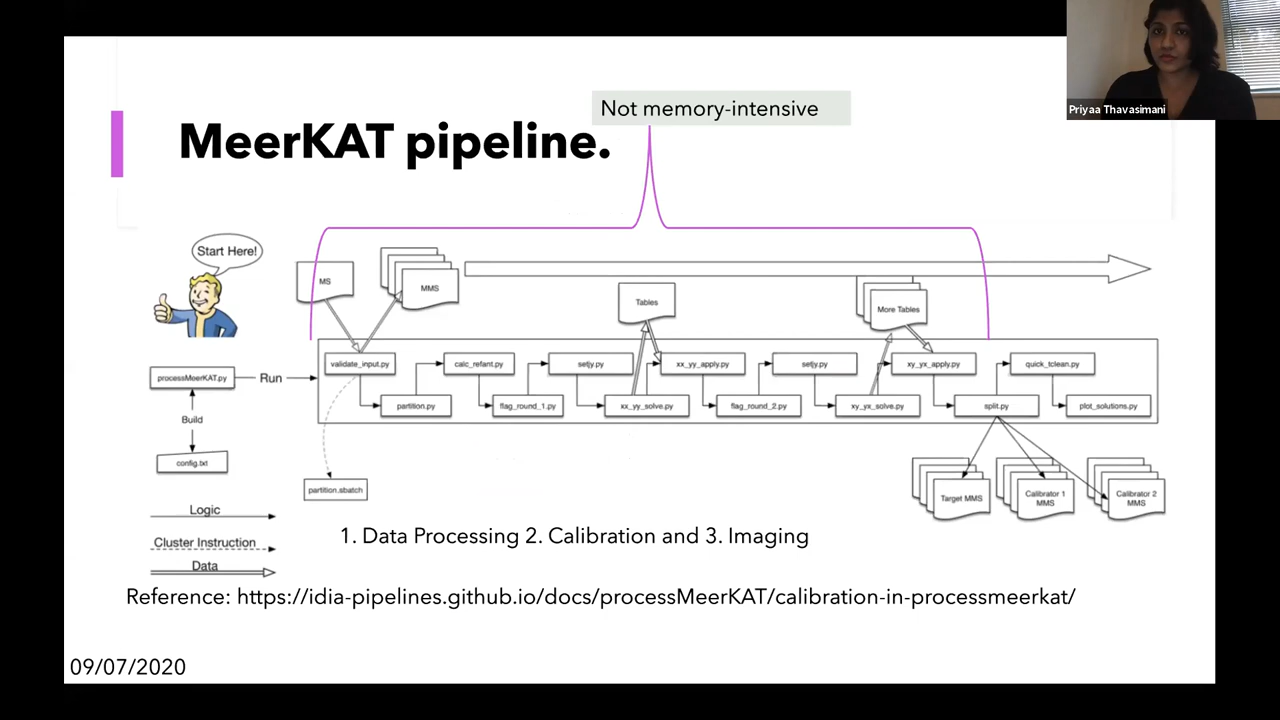 Priyaa Thavasimani
Not memory-intensive
MeerKAT pipeline.
Start Here!
MS
MMS
Tables
More Tables
processMeerKAT.py
Run
validate_input.py
calc_refant.py
setjy.py
xx_yy_apply.py
setjy.py
xy_yx_apply.py
quick_tclean.py
partition.py
flag_round_1.py
xx_yy_solve.py
flag_round_2.py
xy_yx_solve.py
split.py
plot_solutions.py
Build
config.txt
partition.sbatch
Target MMS
Calibrator 1
MMS
Calibrator 2
MMS
Logic
Cluster Instruction
Data
1. Data Processing 2. Calibration and 3. Imaging
Reference: https://idia-pipelines.github.io/docs/processMeerKAT/calibration-in-processmeerkat/
09/07/2020